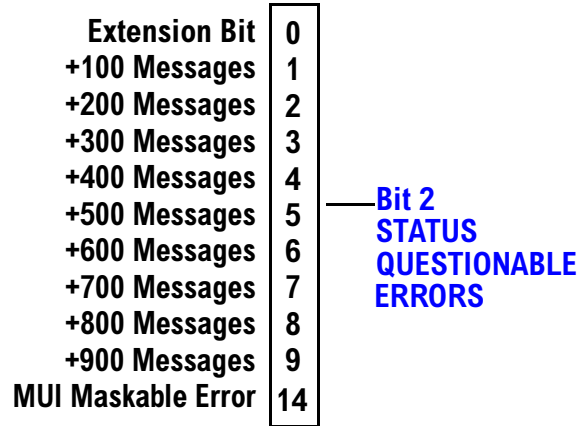 Extension Bit 0
+100 Messages 1
+200 Messages 2
+300 Messages 3
+400 Messages 4
+500 Messages 5
+600 Messages 6
+700 Messages 7
+800 Messages 8
+900 Messages 9
MUI Maskable Error 14
Bit 2
STATUS
QUESTIONABLE
ERRORS